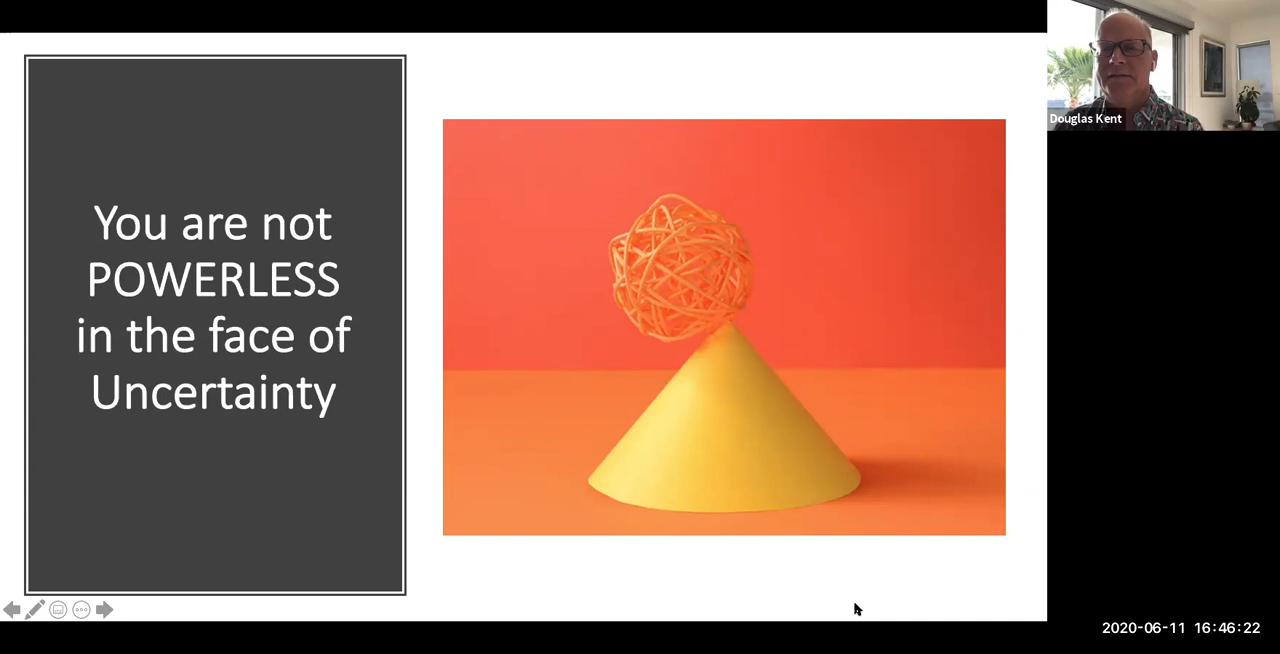 You are not
POWERLESS
in the face of
Uncertainty
Douglas Kent
2020-06-11 16:46:22